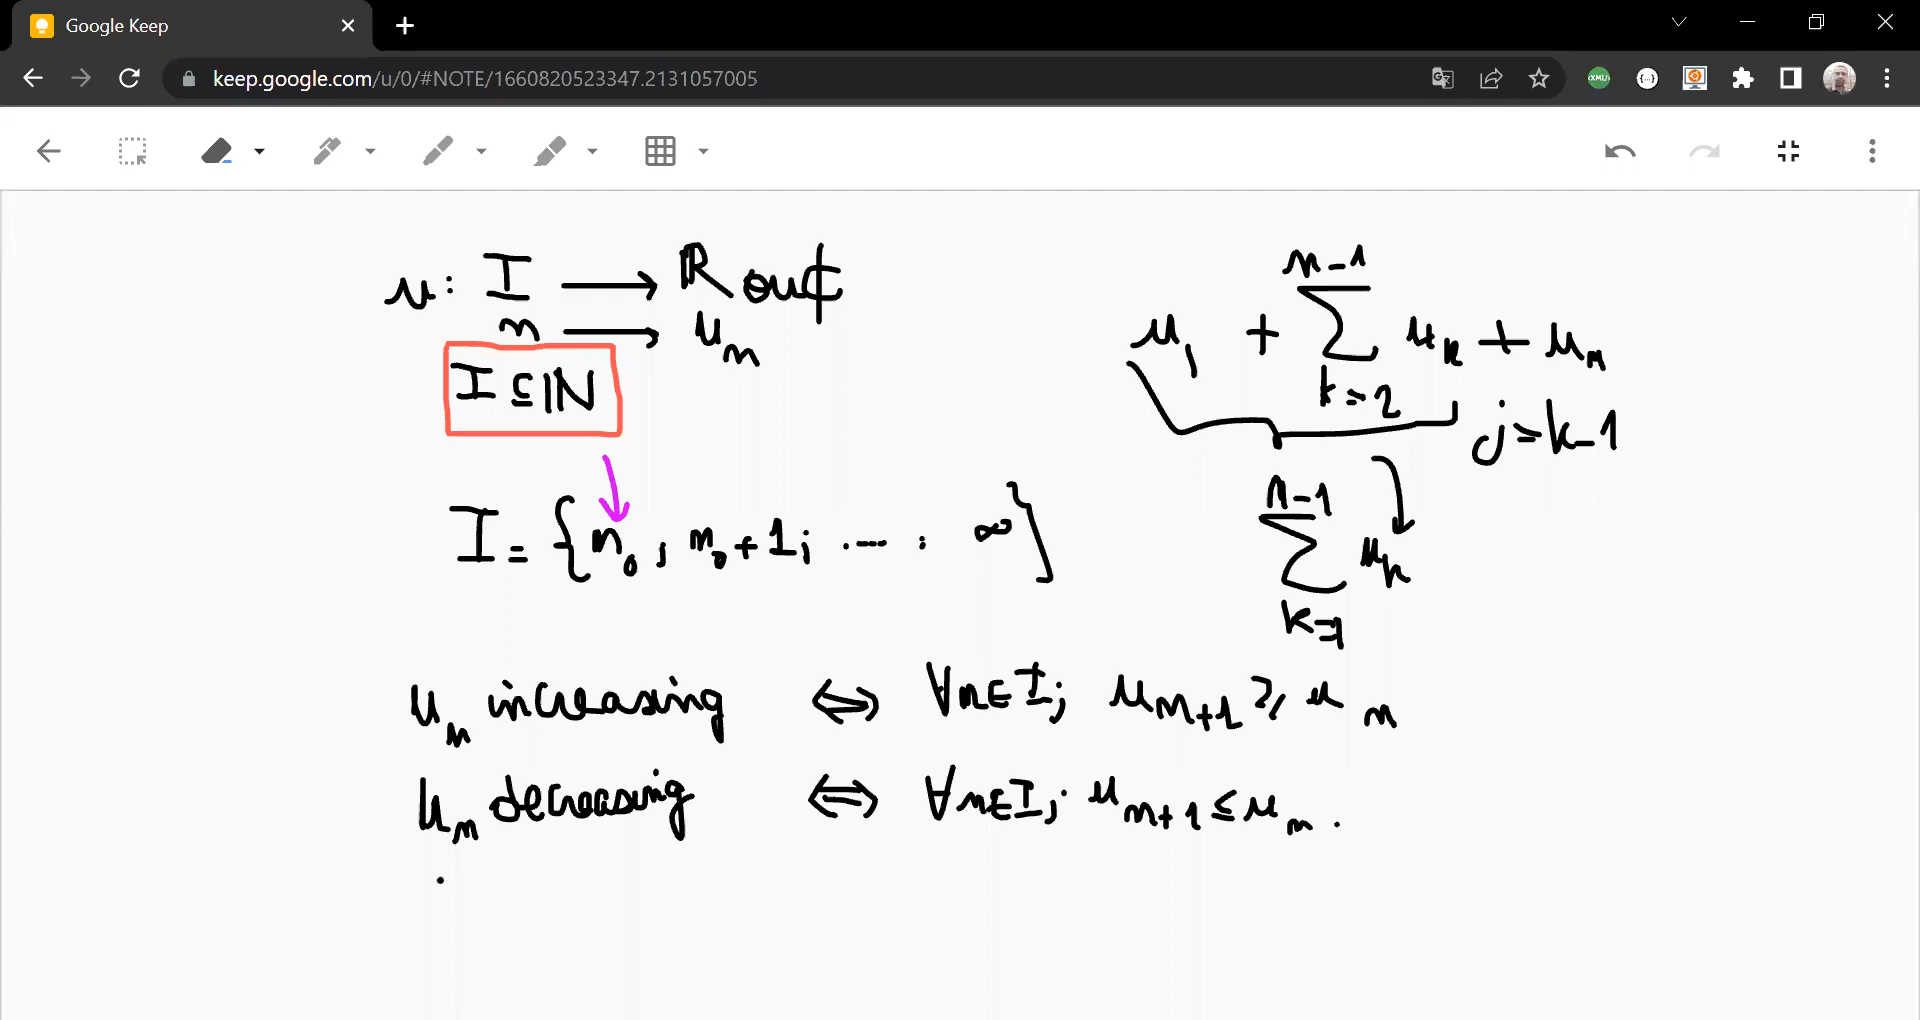 Google Keep
keep.google.com/u/0/#NOTE/1660820523347.2131057005
u: I → ℝ ou ℂ
n → uₙ
I ⊆ ℕ
I = { n₀ ; n₀+1 ; .... ; ∞ }
n-1
u₁ + Σ uₖ + uₙ
k=2
j=k-1
n-1
Σ uₖ
k=1
uₙ increasing ⇔ ∀n∈I; uₙ₊₁ ≥ uₙ
uₙ decreasing ⇔ ∀n∈I; uₙ₊₁ ≤ uₙ .